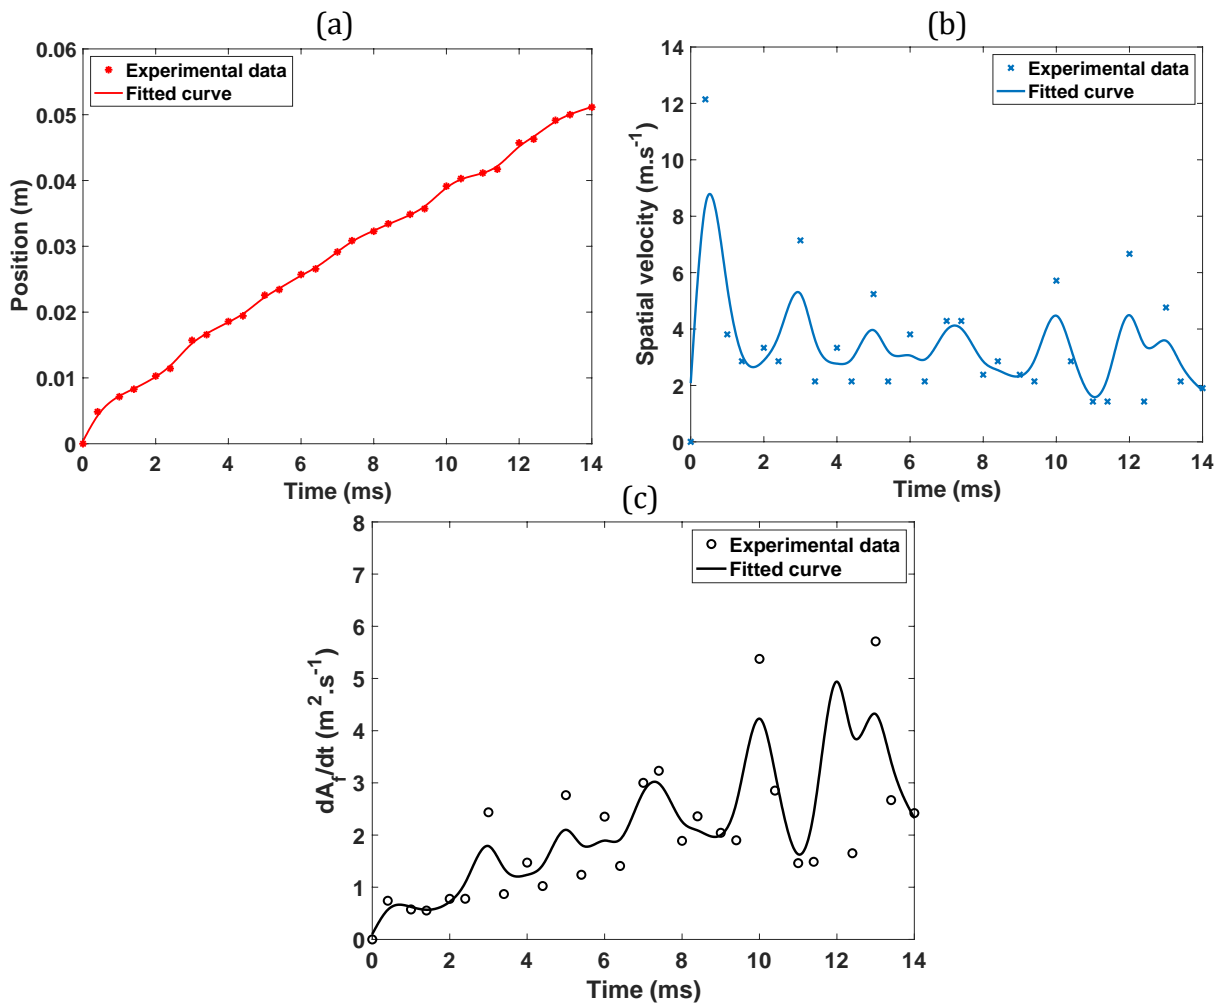 (a)
0.06
0.05
0.04
0.03
0.02
0.01
0
Position (m)
Experimental data
Fitted curve
0 2 4 6 8 10 12 14
Time (ms)
(b)
14
12
10
8
6
4
2
0
Spatial velocity (m.s⁻¹)
Experimental data
Fitted curve
0 2 4 6 8 10 12 14
Time (ms)
(c)
8
7
6
5
4
3
2
1
0
dA_f/dt (m².s⁻¹)
Experimental data
Fitted curve
0 2 4 6 8 10 12 14
Time (ms)